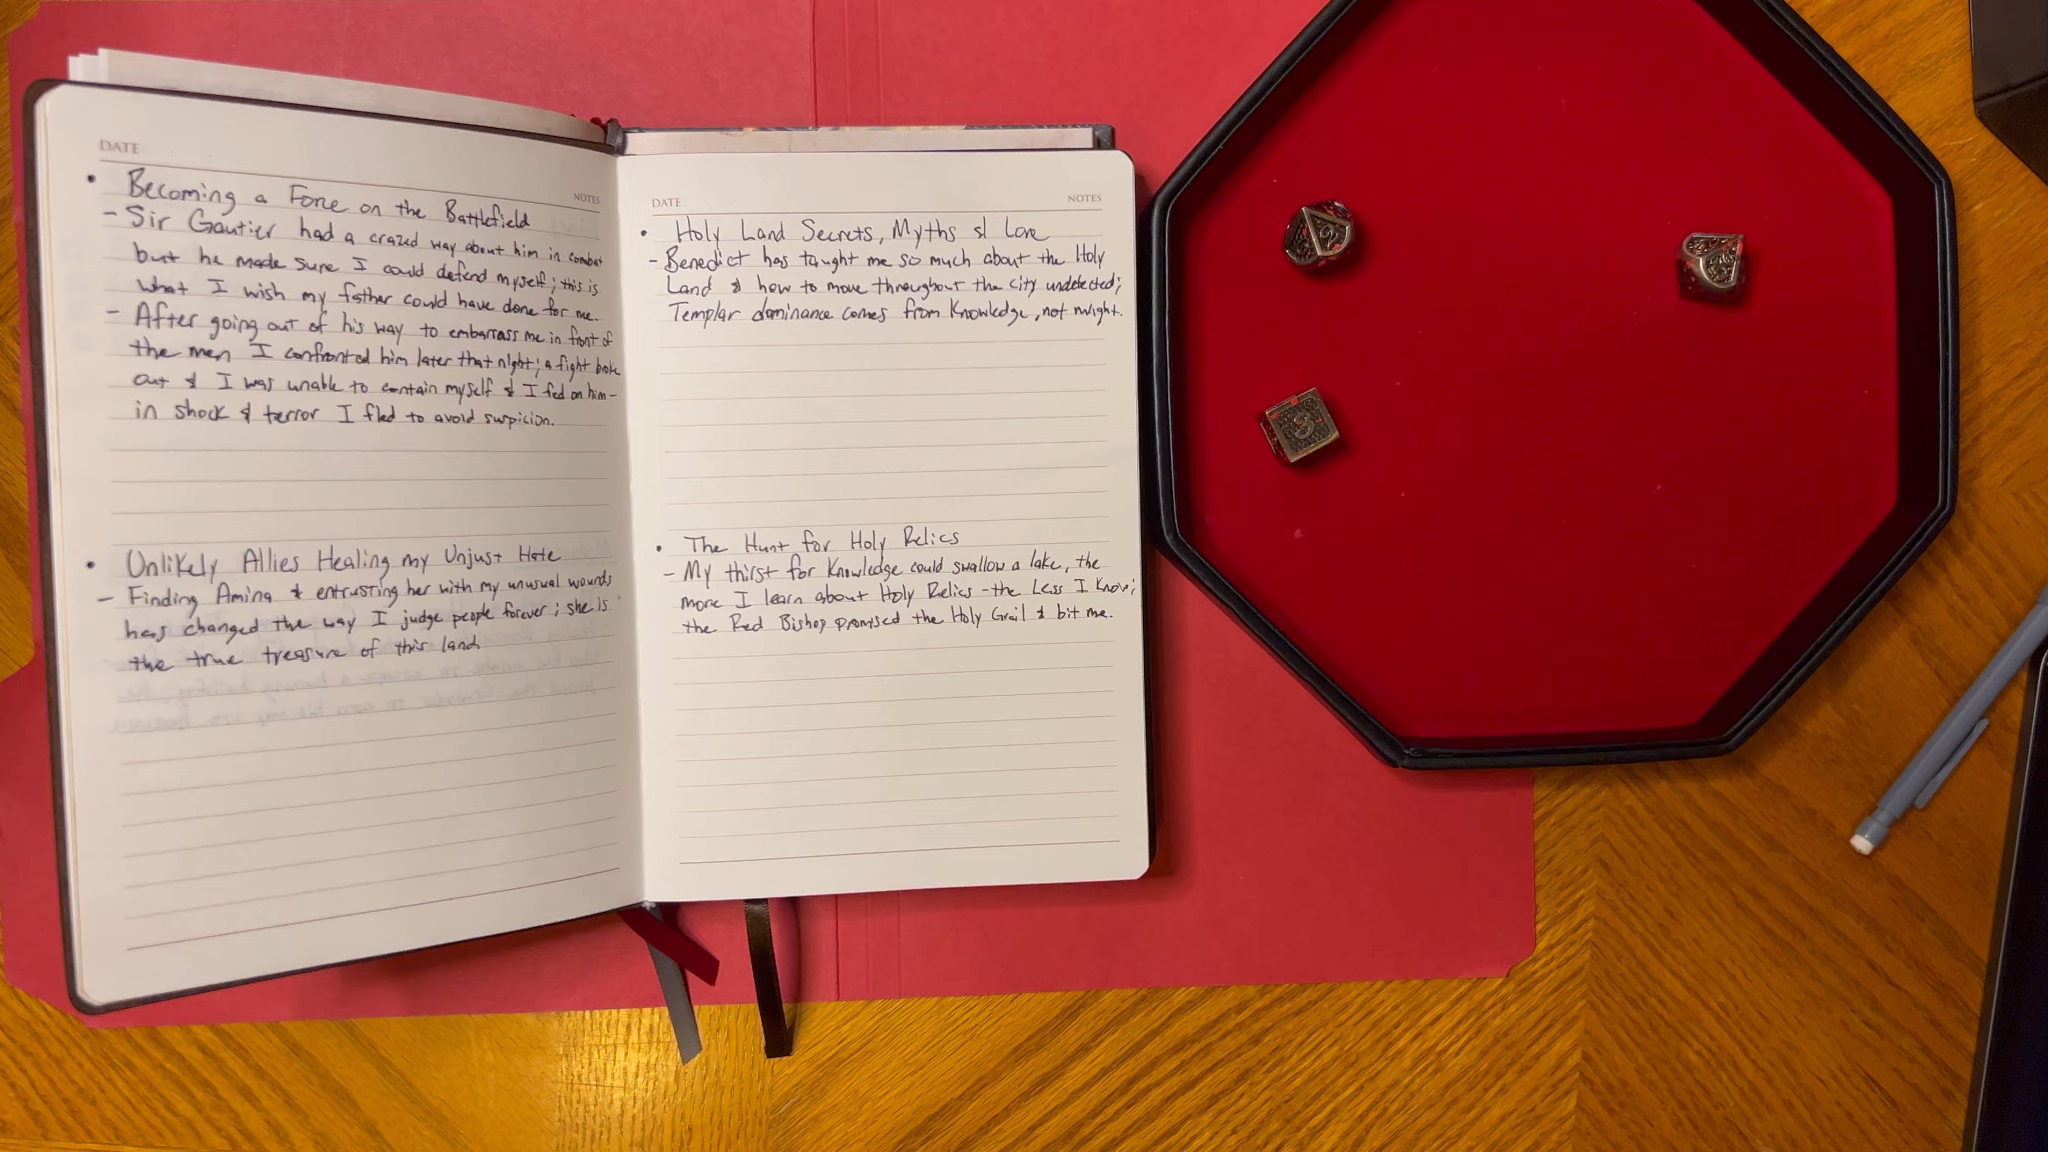 DATE
NOTES
• Becoming a Force on the Battlefield
- Sir Gautier had a crazed way about him in combat
but he made sure I could defend myself; this is
what I wish my father could have done for me.
- After going out of his way to embarrass me in front of
the men I confronted him later that night; a fight broke
out & I was unable to contain myself & I fed on him -
in shock & terror I fled to avoid suspicion.
• Unlikely Allies Healing my Unjust Hate
- Finding Amina & entrusting her with my unusual wounds
has changed the way I judge people forever; she is
the true treasure of this land
DATE
NOTES
• Holy Land Secrets, Myths & Lore
- Benedict has taught me so much about the Holy
Land & how to move throughout the city undetected;
Templar dominance comes from Knowledge, not might.
• The Hunt for Holy Relics
- My thirst for Knowledge could swallow a lake, the
more I learn about Holy Relics - the Less I Know;
the Red Bishop promised the Holy Grail & bit me.